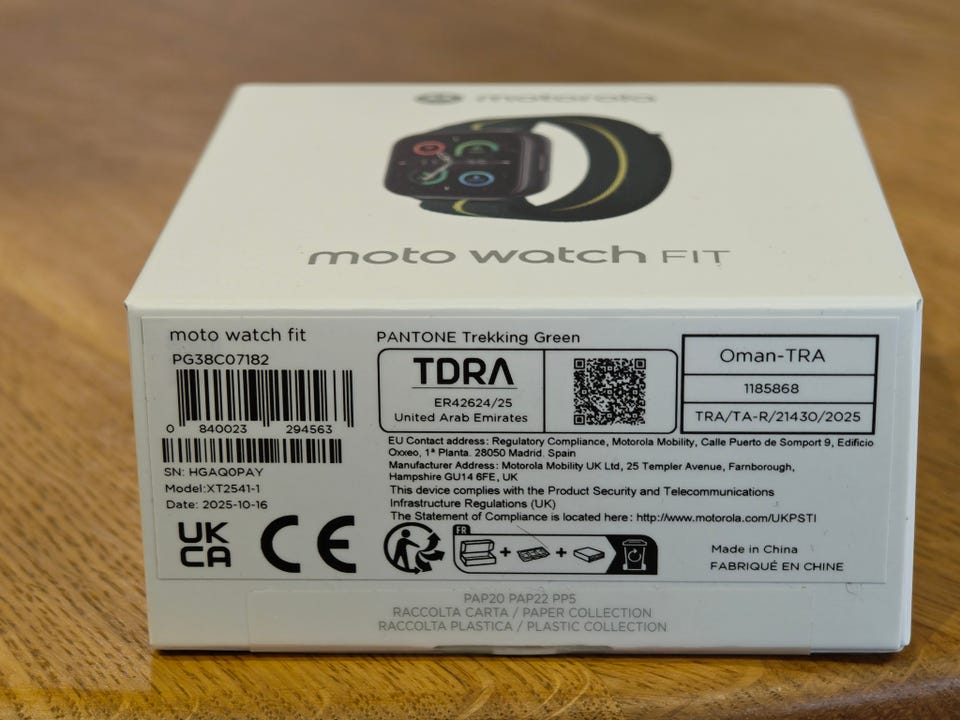 motorola
moto watch FIT
moto watch fit
PANTONE Trekking Green
PG38C07182
0 840023 294563
SN: HGAQ0PAY
Model:XT2541-1
Date: 2025-10-16
UK
CA
CE
TDRA
ER42624/25
United Arab Emirates
Oman-TRA
1185868
TRA/TA-R/21430/2025
EU Contact address: Regulatory Compliance, Motorola Mobility, Calle Puerto de Somport 9, Edificio
Oxxeo, 1ª Planta. 28050 Madrid. Spain
Manufacturer Address: Motorola Mobility UK Ltd, 25 Templer Avenue, Farnborough,
Hampshire GU14 6FE, UK
This device complies with the Product Security and Telecommunications
Infrastructure Regulations (UK)
The Statement of Compliance is located here: http://www.motorola.com/UKPSTI
FR
+ +
Made in China
FABRIQUÉ EN CHINE
PAP20 PAP22 PP5
RACCOLTA CARTA / PAPER COLLECTION
RACCOLTA PLASTICA / PLASTIC COLLECTION